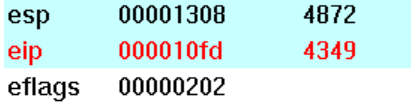 esp 00001308 4872
eip 000010fd 4349
eflags 00000202